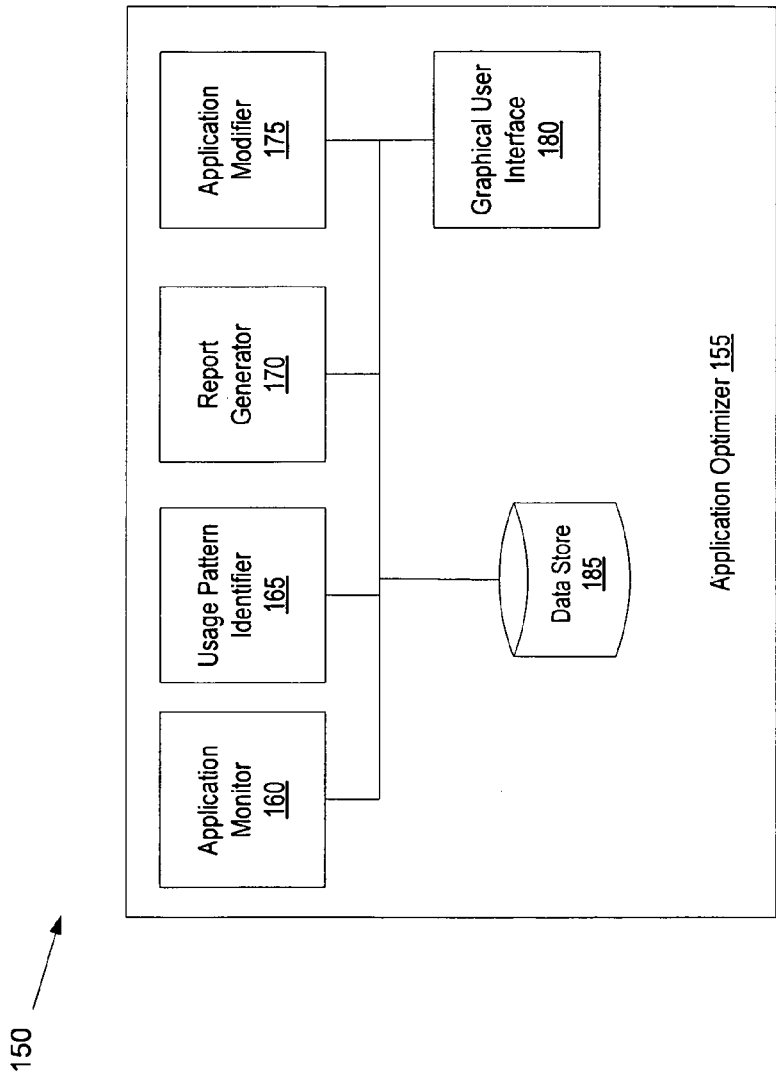 150
Application
Monitor
160
Usage Pattern
Identifier
165
Report
Generator
170
Application
Modifier
175
Data Store
185
Graphical User
Interface
180
Application Optimizer 155